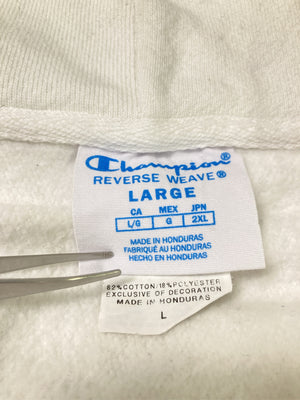 Champion®
REVERSE WEAVE®
LARGE
CA MEX JPN
L/G G 2XL
MADE IN HONDURAS
FABRIQUÉ AU HONDURAS
HECHO EN HONDURAS
82%COTTON/18%POLYESTER
EXCLUSIVE OF DECORATION
MADE IN HONDURAS
L